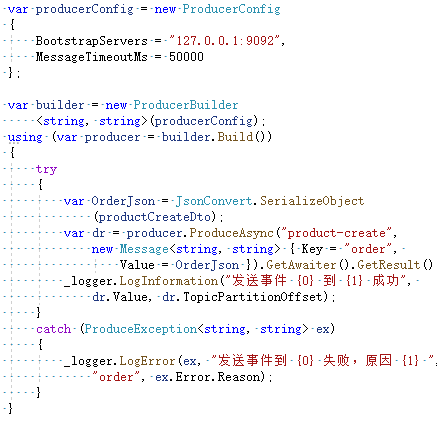 var producerConfig = new ProducerConfig
{
BootstrapServers = "127.0.0.1:9092",
MessageTimeoutMs = 50000
};
var builder = new ProducerBuilder
<string, string>(producerConfig);
using (var producer = builder.Build())
{
try
{
var OrderJson = JsonConvert.SerializeObject
(productCreateDto);
var dr = producer.ProduceAsync("product-create",
new Message<string, string> { Key = "order",
Value = OrderJson }).GetAwaiter().GetResult()
_logger.LogInformation("发送事件 {0} 到 {1} 成功",
dr.Value, dr.TopicPartitionOffset);
}
catch (ProduceException<string, string> ex)
{
_logger.LogError(ex, "发送事件到 {0} 失败，原因 {1} ",
"order", ex.Error.Reason);
}
}